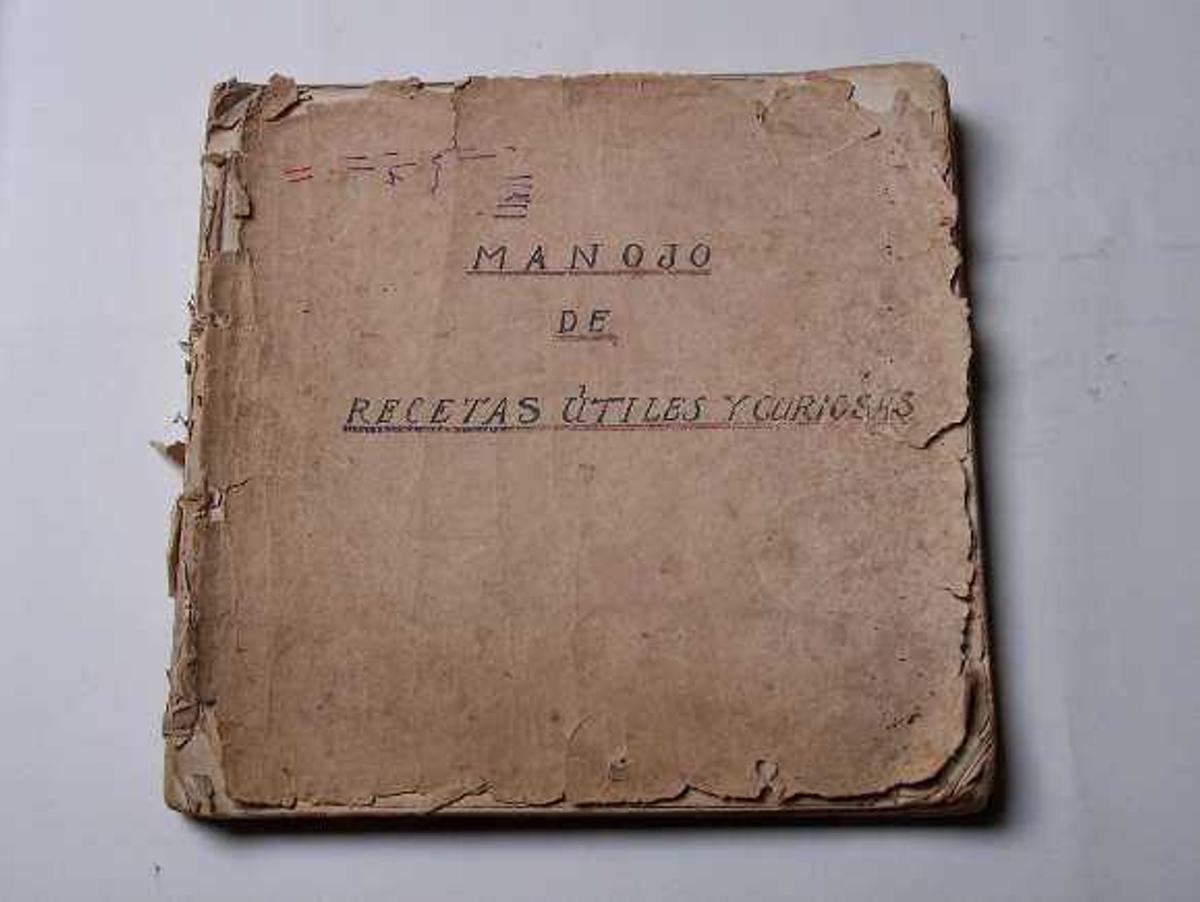 MANOJO
DE
RECETAS ÚTILES Y CURIOSAS